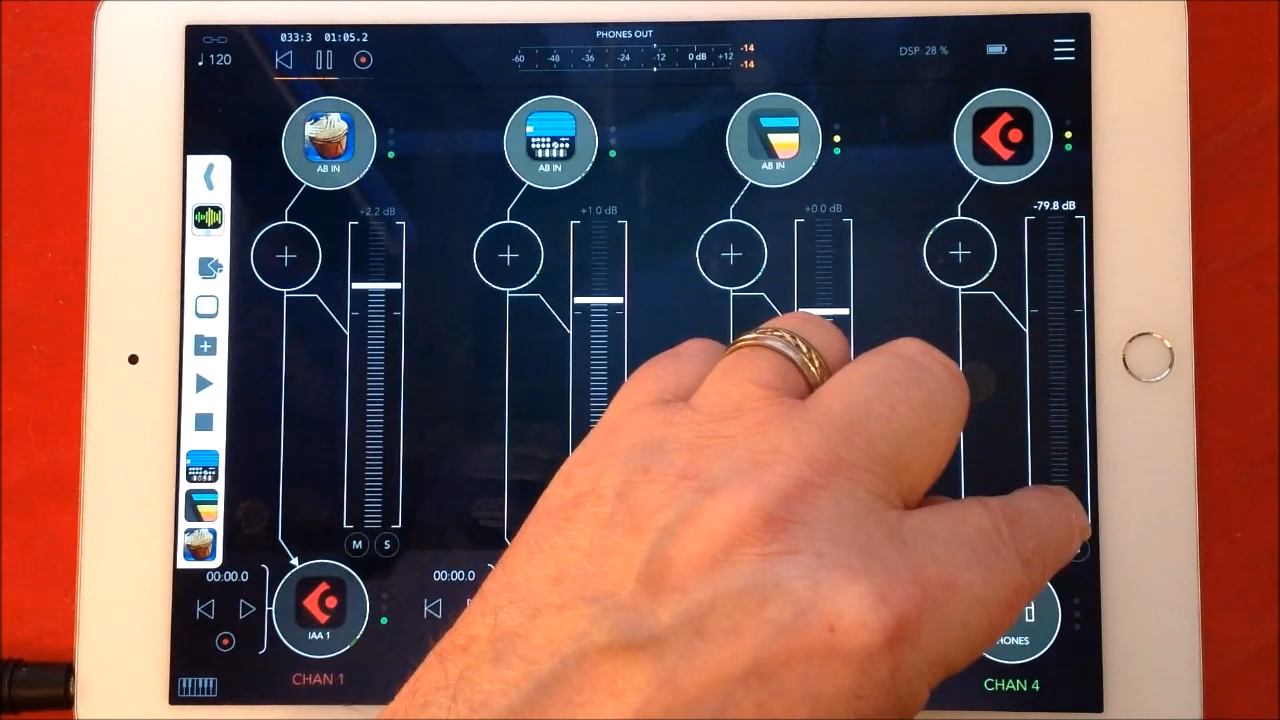 033:3 01:05.2
PHONES OUT
♩120
-60 -48 -36 -24 -12 0 dB +12
-14
-14
DSP 28 %
AB IN
AB IN
AB IN
+2.2 dB
+1.0 dB
+0.0 dB
-79.8 dB
M S
00:00.0
00:00.0
IAA 1
CHAN 1
CHAN 4